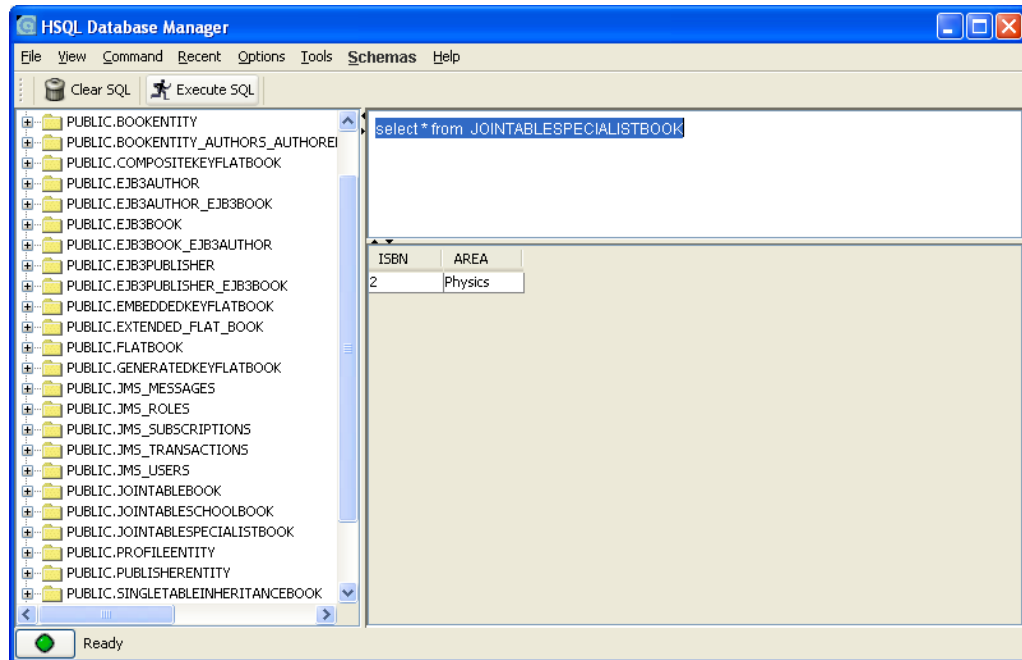 HSQL Database Manager
File View Command Recent Options Tools Schemas Help
Clear SQL Execute SQL
PUBLIC.BOOKENTITY
PUBLIC.BOOKENTITY_AUTHORS_AUTHOREI
PUBLIC.COMPOSITEKEYFLATBOOK
PUBLIC.EJB3AUTHOR
PUBLIC.EJB3AUTHOR_EJB3BOOK
PUBLIC.EJB3BOOK
PUBLIC.EJB3BOOK_EJB3AUTHOR
PUBLIC.EJB3PUBLISHER
PUBLIC.EJB3PUBLISHER_EJB3BOOK
PUBLIC.EMBEDDEDKEYFLATBOOK
PUBLIC.EXTENDED_FLAT_BOOK
PUBLIC.FLATBOOK
PUBLIC.GENERATEDKEYFLATBOOK
PUBLIC.JMS_MESSAGES
PUBLIC.JMS_ROLES
PUBLIC.JMS_SUBSCRIPTIONS
PUBLIC.JMS_TRANSACTIONS
PUBLIC.JMS_USERS
PUBLIC.JOINTABLEBOOK
PUBLIC.JOINTABLESCHOOLBOOK
PUBLIC.JOINTABLESPECIALISTBOOK
PUBLIC.PROFILEENTITY
PUBLIC.PUBLISHERENTITY
PUBLIC.SINGLETABLEINHERITANCEBOOK
select * from JOINTABLESPECIALISTBOOK
ISBN AREA
2 Physics
Ready